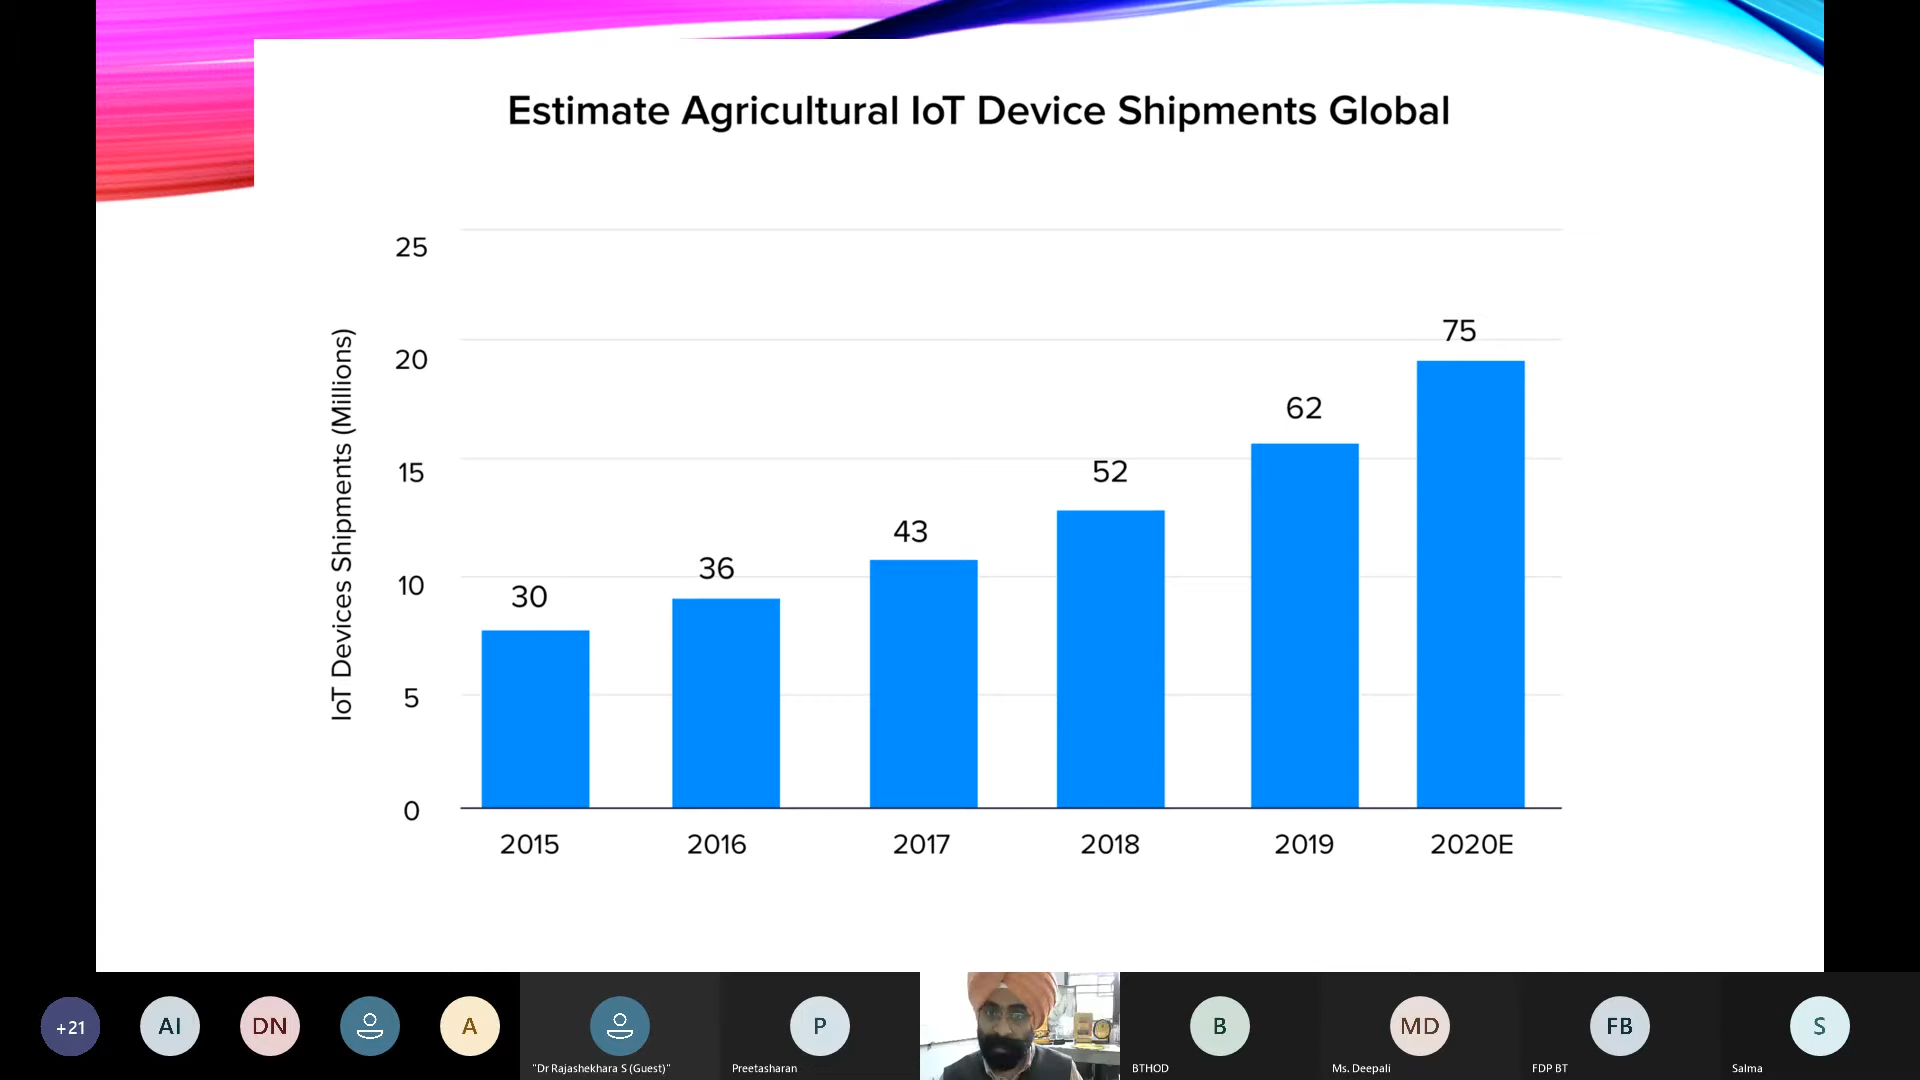 Estimate Agricultural IoT Device Shipments Global
IoT Devices Shipments (Millions)
25
20
15
10
5
0
30
36
43
52
62
75
2015
2016
2017
2018
2019
2020E
+21
AI
DN
A
"Dr Rajashekhara S (Guest)"
P
Preetasharan
B
BTHOD
MD
Ms. Deepali
FB
FDP BT
S
Salma